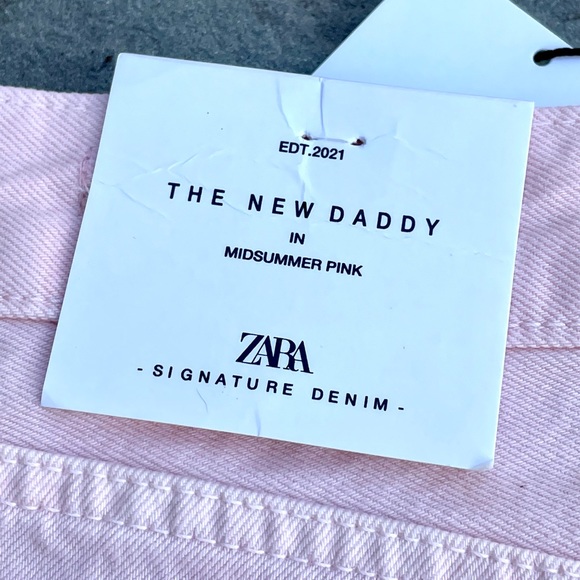 EDT.2021
THE NEW DADDY
IN
MIDSUMMER PINK
ZARA
- SIGNATURE DENIM -